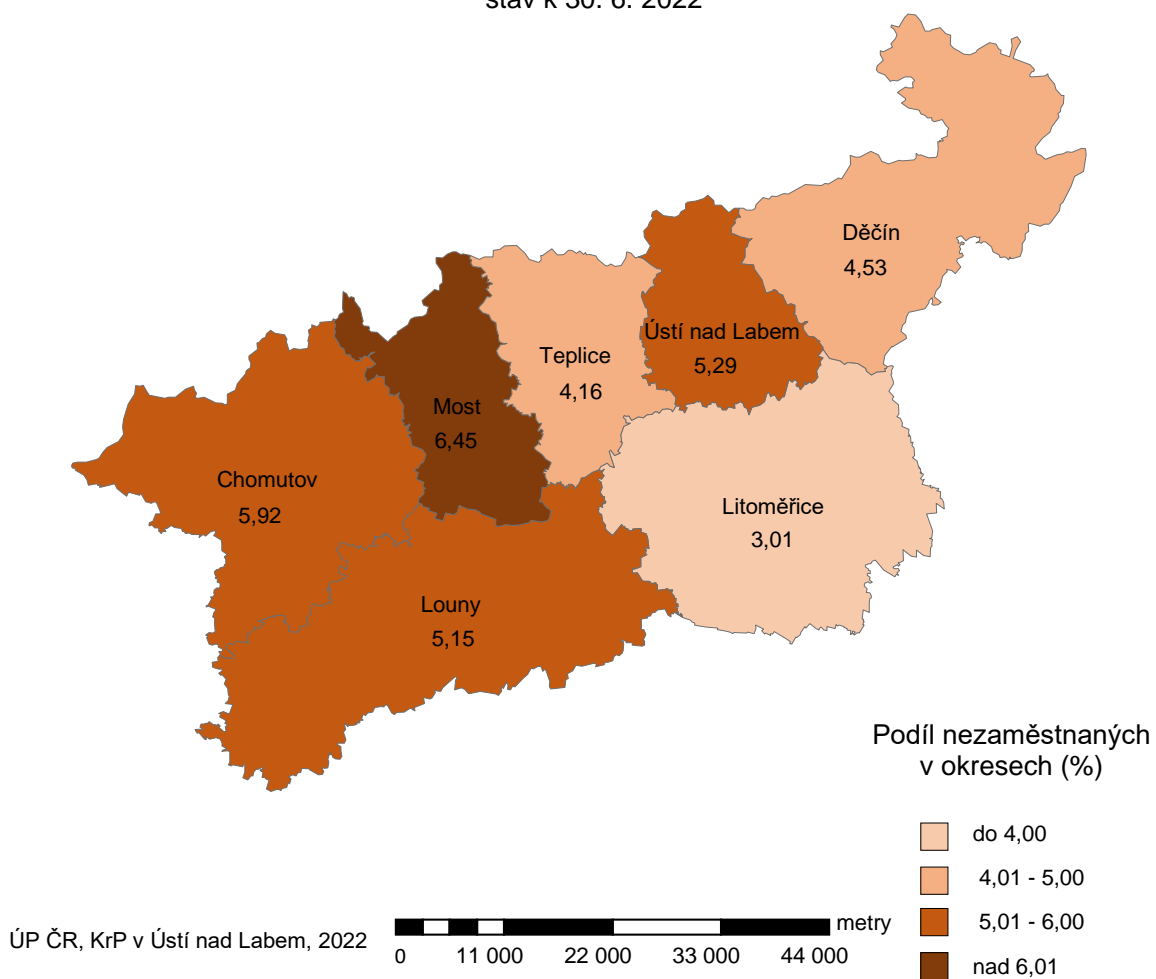 stav k 30. 6. 2022
Děčín
4,53
Ústí nad Labem
5,29
Teplice
4,16
Most
6,45
Chomutov
5,92
Litoměřice
3,01
Louny
5,15
Podíl nezaměstnaných
v okresech (%)
do 4,00
4,01 - 5,00
5,01 - 6,00
nad 6,01
ÚP ČR, KrP v Ústí nad Labem, 2022
metry
0 11 000 22 000 33 000 44 000